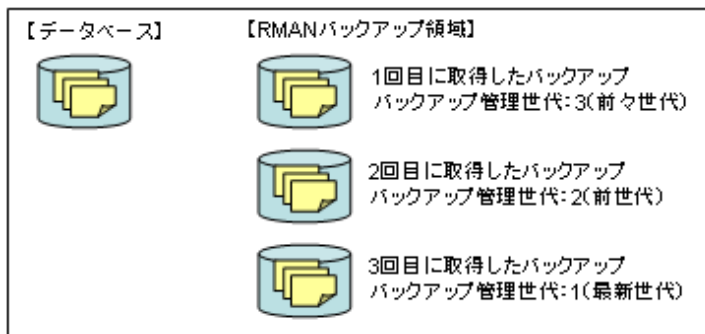 【データベース】
【RMANバックアップ領域】
1回目に取得したバックアップ
バックアップ管理世代：3(前々世代)
2回目に取得したバックアップ
バックアップ管理世代：2(前世代)
3回目に取得したバックアップ
バックアップ管理世代：1(最新世代)